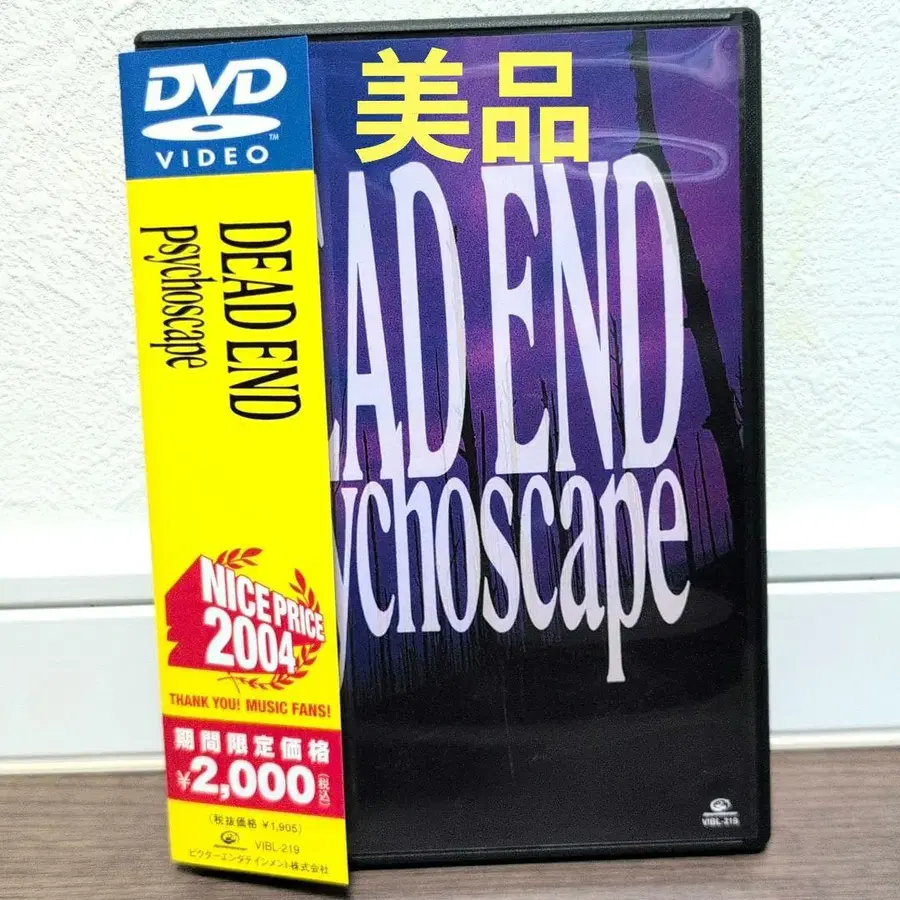 美品
DVD
VIDEO
DEAD END
psychoscape
NICE PRICE
2004
THANK YOU! MUSIC FANS!
期間限定価格
¥2,000(税込)
(税抜価格 ¥1,905)
VIBL-219
ビクターエンタテインメント株式会社
EAD END
ychoscape
VIBL-219